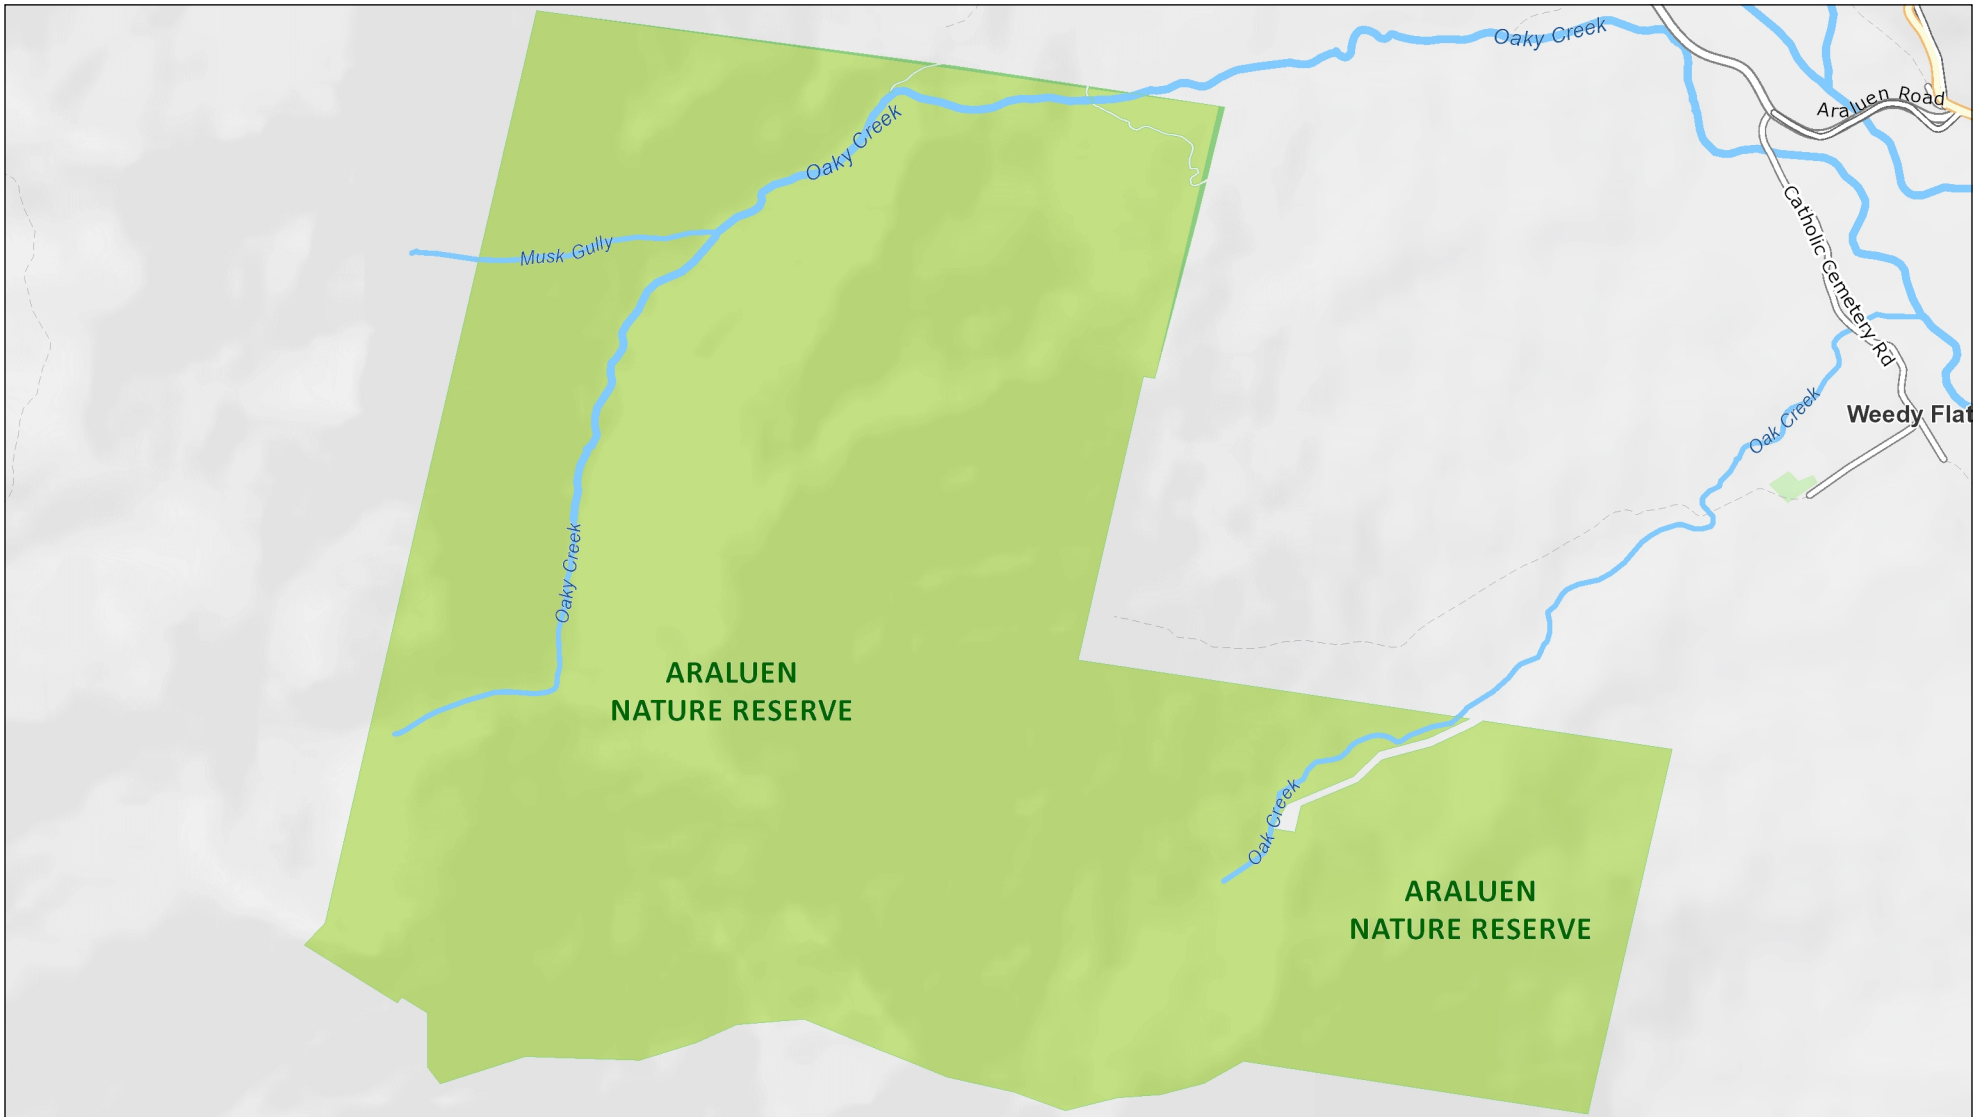 Oaky Creek
Araluen Road
Oaky Creek
Catholic Cemetery Rd
Musk Gully
Oak Creek
Weedy Flat
Oaky Creek
ARALUEN
NATURE RESERVE
Oak Creek
ARALUEN
NATURE RESERVE